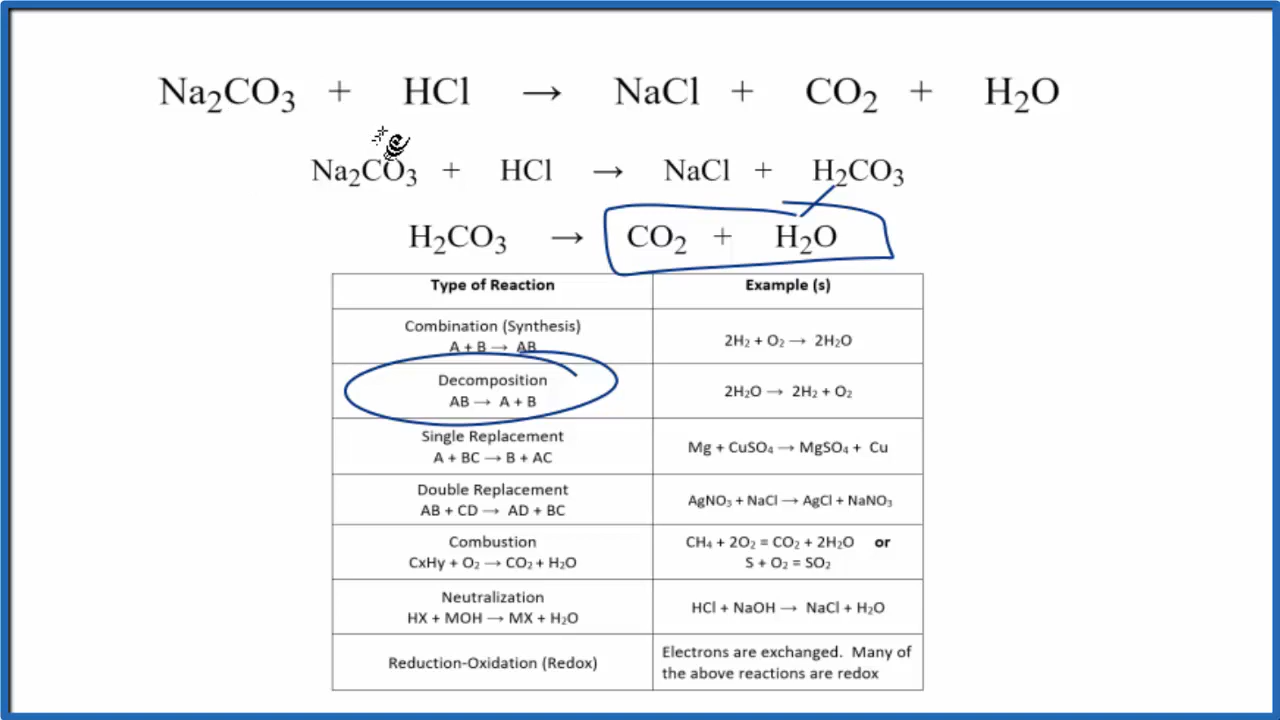 Na₂CO₃ + HCl → NaCl + CO₂ + H₂O
Na₂CO₃ + HCl → NaCl + H₂CO₃
H₂CO₃ → CO₂ + H₂O
Type of Reaction Example (s)
Combination (Synthesis)
A + B → AB
2H₂ + O₂ → 2H₂O
Decomposition
AB → A + B
2H₂O → 2H₂ + O₂
Single Replacement
A + BC → B + AC
Mg + CuSO₄ → MgSO₄ + Cu
Double Replacement
AB + CD → AD + BC
AgNO₃ + NaCl → AgCl + NaNO₃
Combustion
CxHy + O₂ → CO₂ + H₂O
CH₄ + 2O₂ = CO₂ + 2H₂O or
S + O₂ = SO₂
Neutralization
HX + MOH → MX + H₂O
HCl + NaOH → NaCl + H₂O
Reduction-Oxidation (Redox)
Electrons are exchanged. Many of
the above reactions are redox